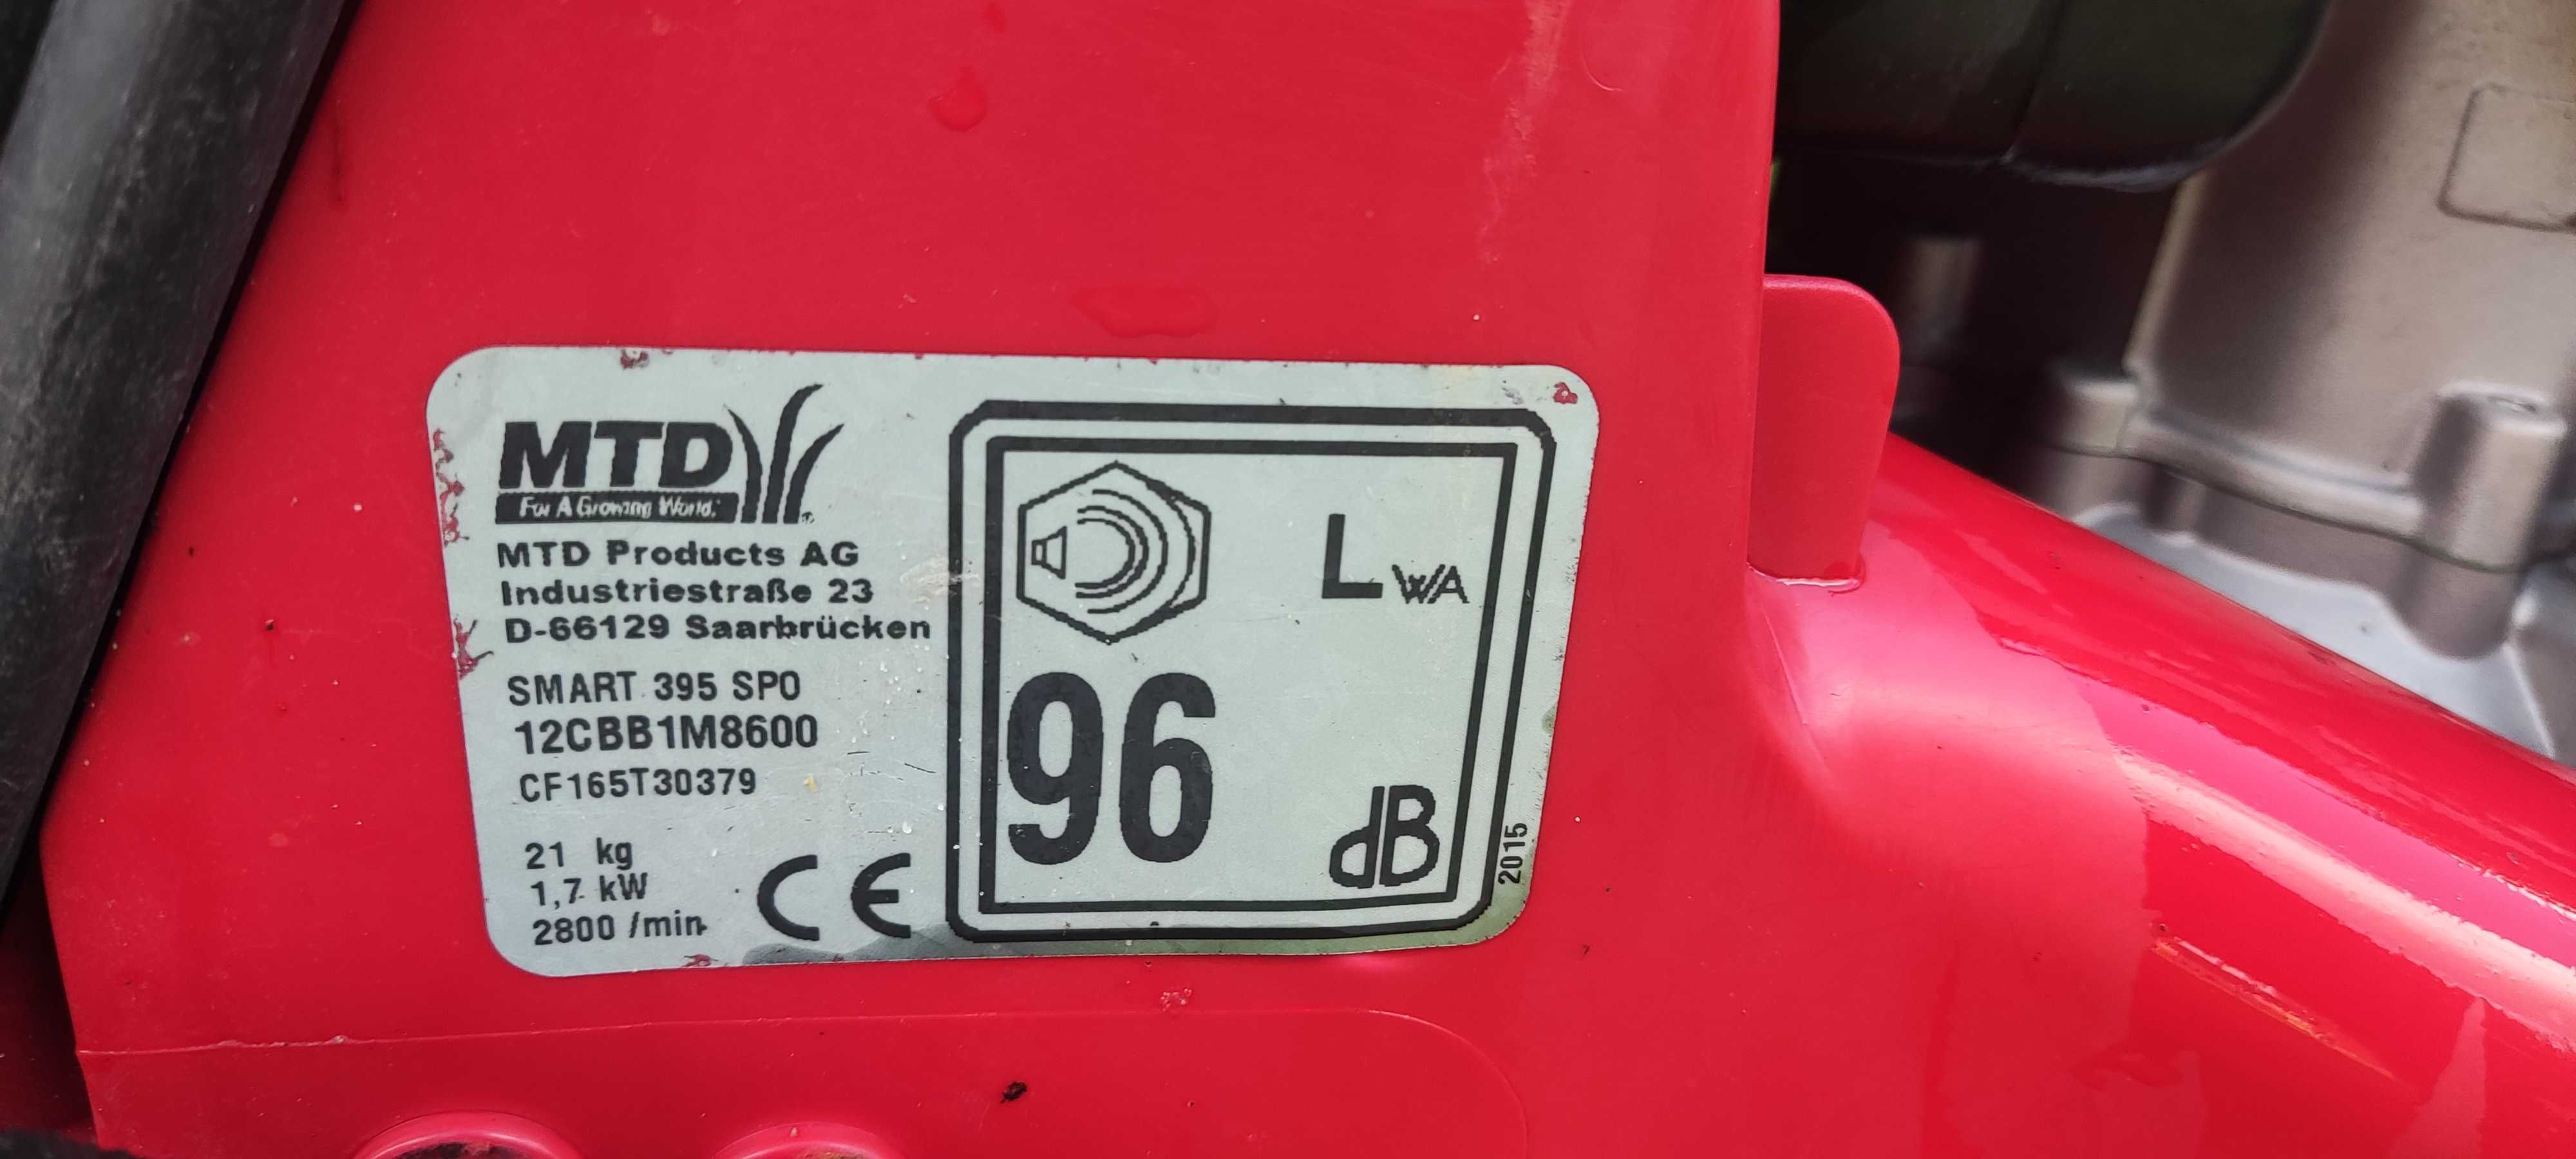 MTD
For A Growing World.
MTD Products AG
Industriestraße 23
D-66129 Saarbrücken
SMART 395 SPO
12CBB1M8600
CF165T30379
21 kg
1,7 kW
2800 /min
CE
LWA
96
dB
2015